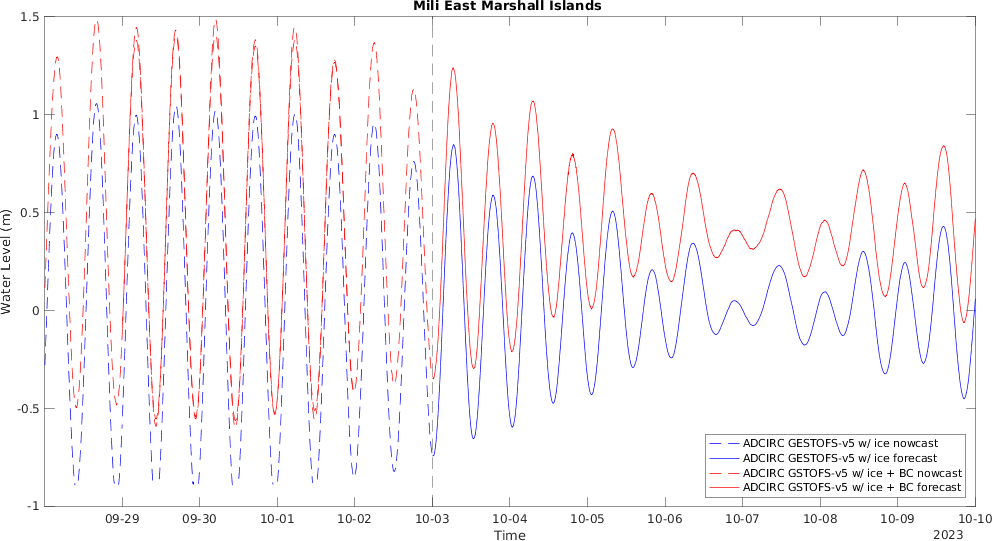 Mili East Marshall Islands
1.5
1
0.5
0
-0.5
-1
Water Level (m)
ADCIRC GESTOFS-v5 w/ ice nowcast
ADCIRC GESTOFS-v5 w/ ice forecast
ADCIRC GSTOFS-v5 w/ ice + BC nowcast
ADCIRC GSTOFS-v5 w/ ice + BC forecast
09-29 09-30 10-01 10-02 10-03 10-04 10-05 10-06 10-07 10-08 10-09 10-10
Time
2023